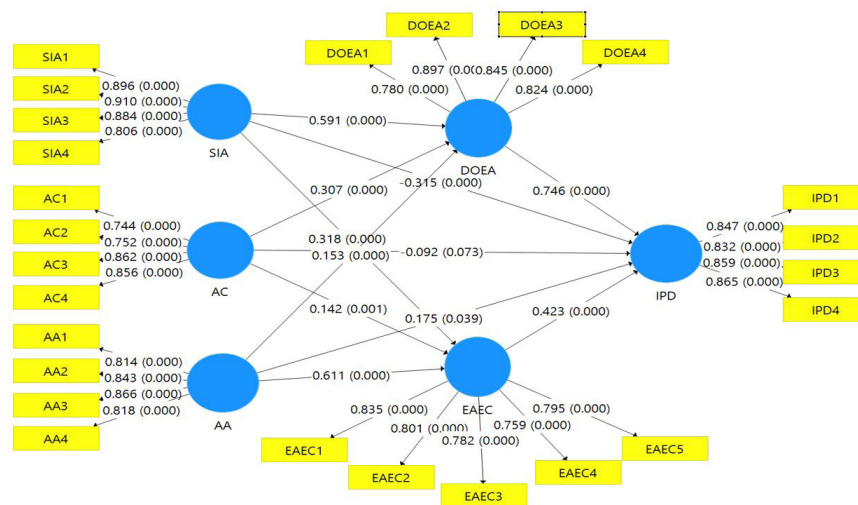 DOEA2
DOEA3
DOEA1
DOEA4
SIA1
SIA2
SIA3
SIA4
0.896 (0.000)
0.910 (0.000)
0.884 (0.000)
0.806 (0.000)
SIA
0.780 (0.000)
0.897
0.845 (0.000)
0.824 (0.000)
DOEA
0.591 (0.000)
0.307 (0.000)
-0.315 (0.000)
0.746 (0.000)
AC1
AC2
AC3
AC4
0.744 (0.000)
0.752 (0.000)
0.862 (0.000)
0.856 (0.000)
AC
0.318 (0.000)
0.153 (0.000)
-0.092 (0.073)
0.142 (0.001)
0.175 (0.039)
0.423 (0.000)
IPD
0.847 (0.000)
0.832 (0.000)
0.859 (0.000)
0.865 (0.000)
IPD1
IPD2
IPD3
IPD4
AA1
AA2
AA3
AA4
0.814 (0.000)
0.843 (0.000)
0.866 (0.000)
0.818 (0.000)
AA
0.611 (0.000)
EAEC
0.835 (0.000)
0.801
0.782 (0.000)
0.759 (0.000)
0.795 (0.000)
EAEC1
EAEC2
EAEC3
EAEC4
EAEC5